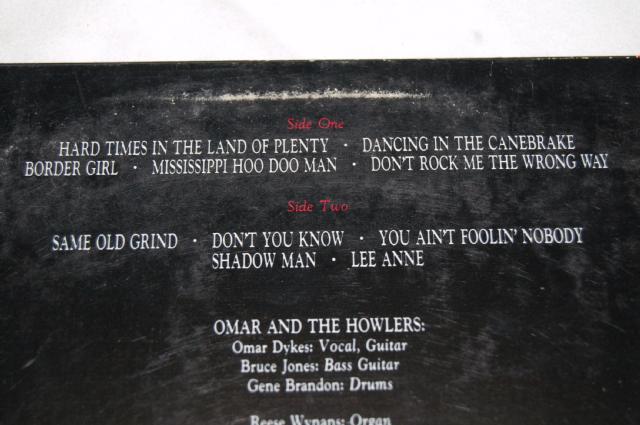 Side One
HARD TIMES IN THE LAND OF PLENTY · DANCING IN THE CANEBRAKE
BORDER GIRL · MISSISSIPPI HOO DOO MAN · DON'T ROCK ME THE WRONG WAY
Side Two
SAME OLD GRIND · DON'T YOU KNOW · YOU AIN'T FOOLIN' NOBODY
SHADOW MAN · LEE ANNE
OMAR AND THE HOWLERS:
Omar Dykes: Vocal, Guitar
Bruce Jones: Bass Guitar
Gene Brandon: Drums
Reese Wynans: Organ